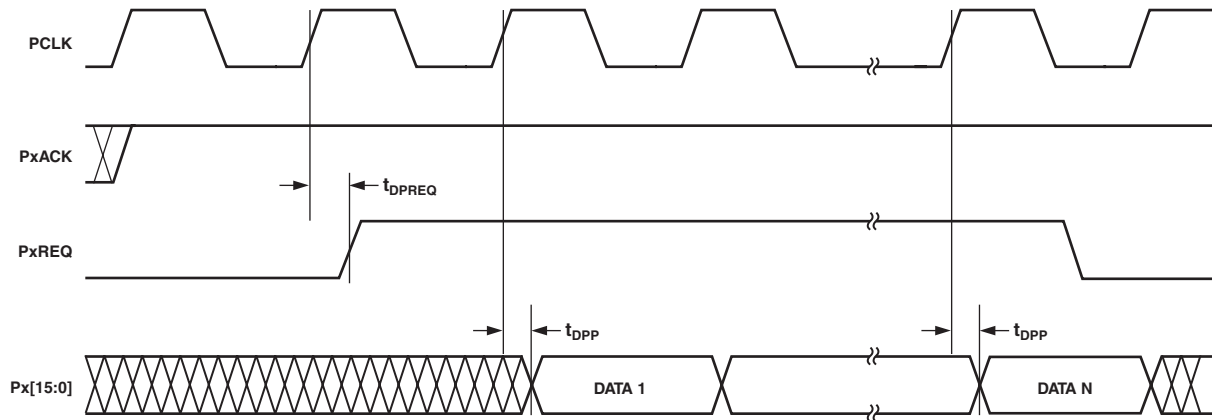 PCLK
PxACK
tDPREQ
PxREQ
tDPP
tDPP
Px[15:0]
DATA 1
DATA N